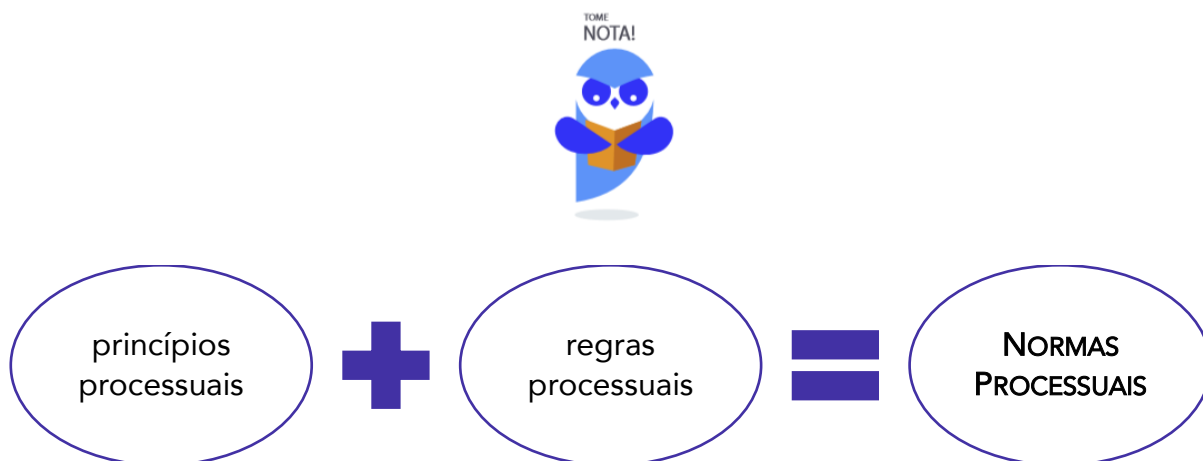 TOME
NOTA!
princípios
processuais
regras
processuais
NORMAS
PROCESSUAIS